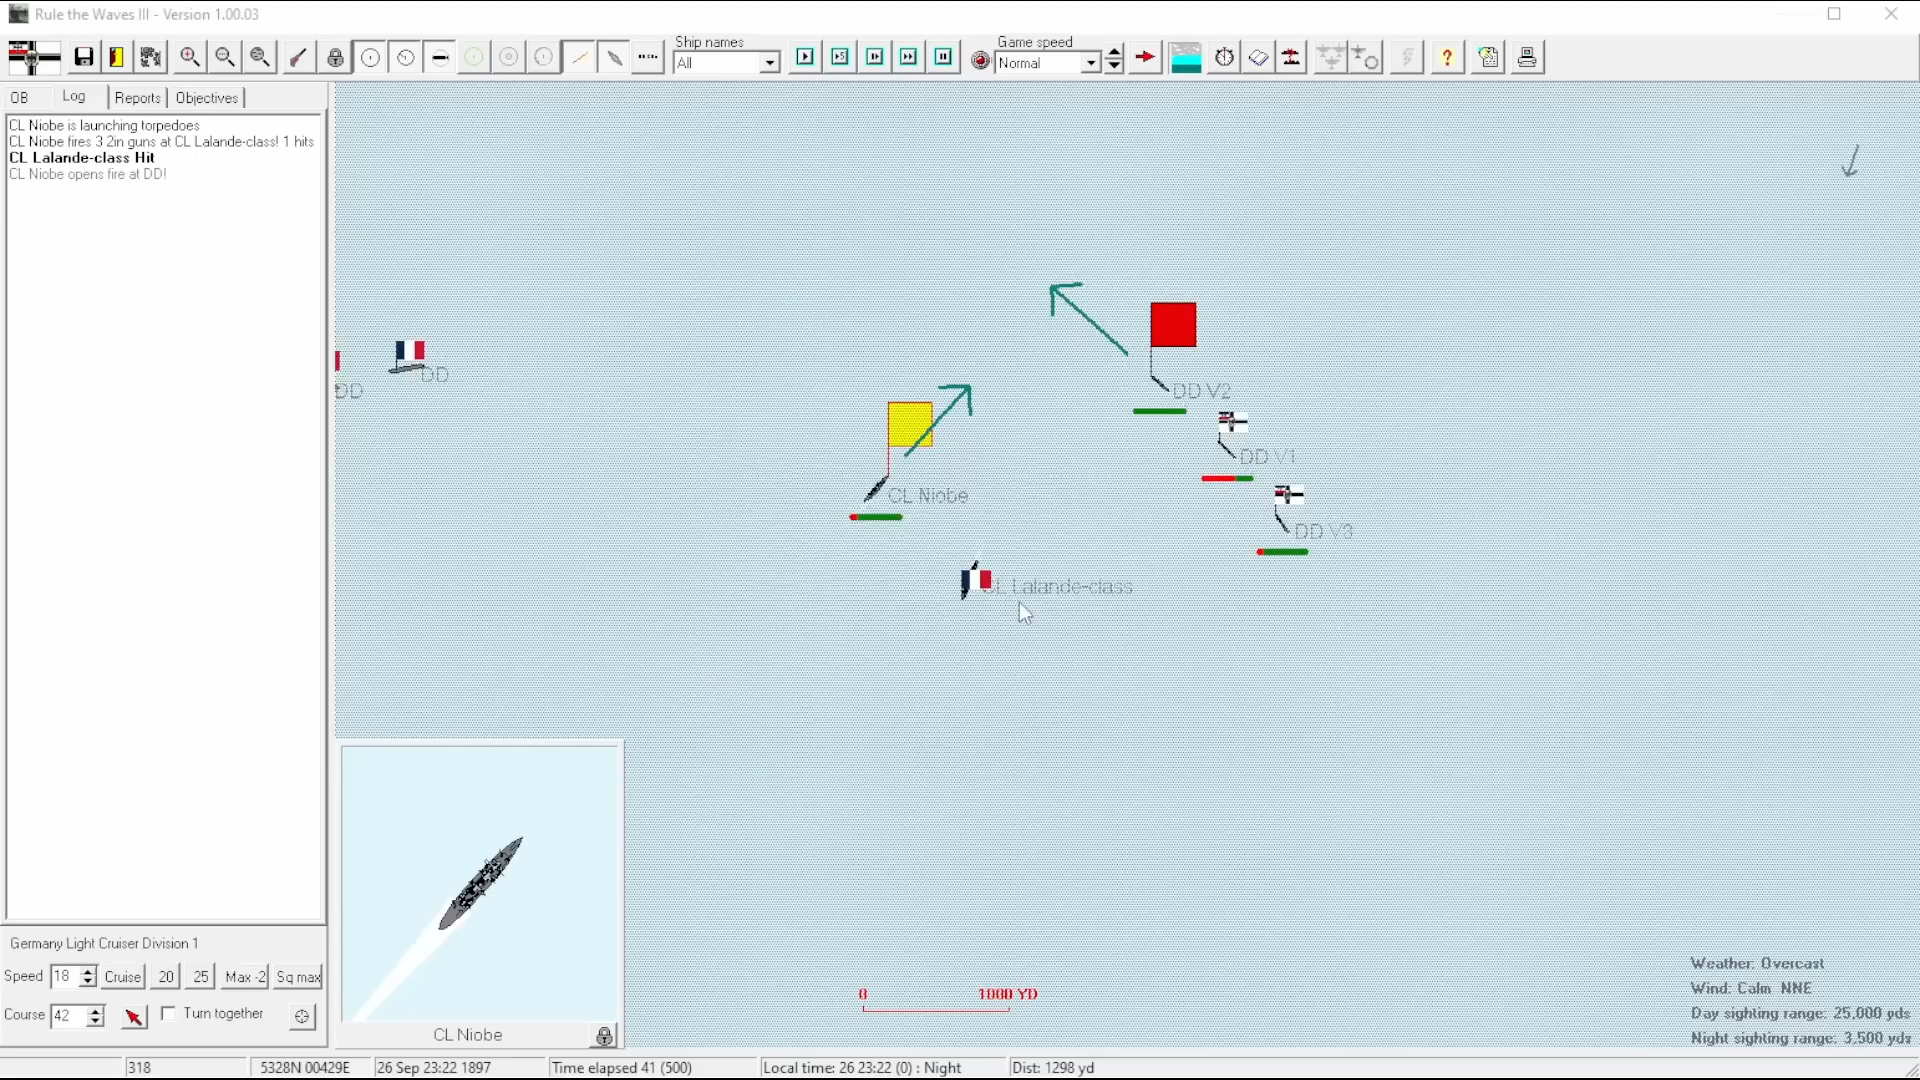 Rule the Waves III - Version 1.00.03
Ship names
All
Game speed
Normal
OB
Log
Reports
Objectives
CL Niobe is launching torpedoes
CL Niobe fires 3 2in guns at CL Lalande-class! 1 hits
CL Lalande-class Hit
CL Niobe opens fire at DD!
DD
DD
DD V2
DD V1
CL Niobe
DD V3
CL Lalande-class
Germany Light Cruiser Division 1
Speed 18 Cruise 20 25 Max -2 Sq max
Course 42 Turn together
CL Niobe
0 1000 YD
Weather: Overcast
Wind: Calm NNE
Day sighting range: 25,000 yds
Night sighting range: 3,500 yds
318 5328N 00429E 26 Sep 23:22 1897 Time elapsed 41 (500) Local time: 26 23:22 (0) : Night Dist: 1298 yd